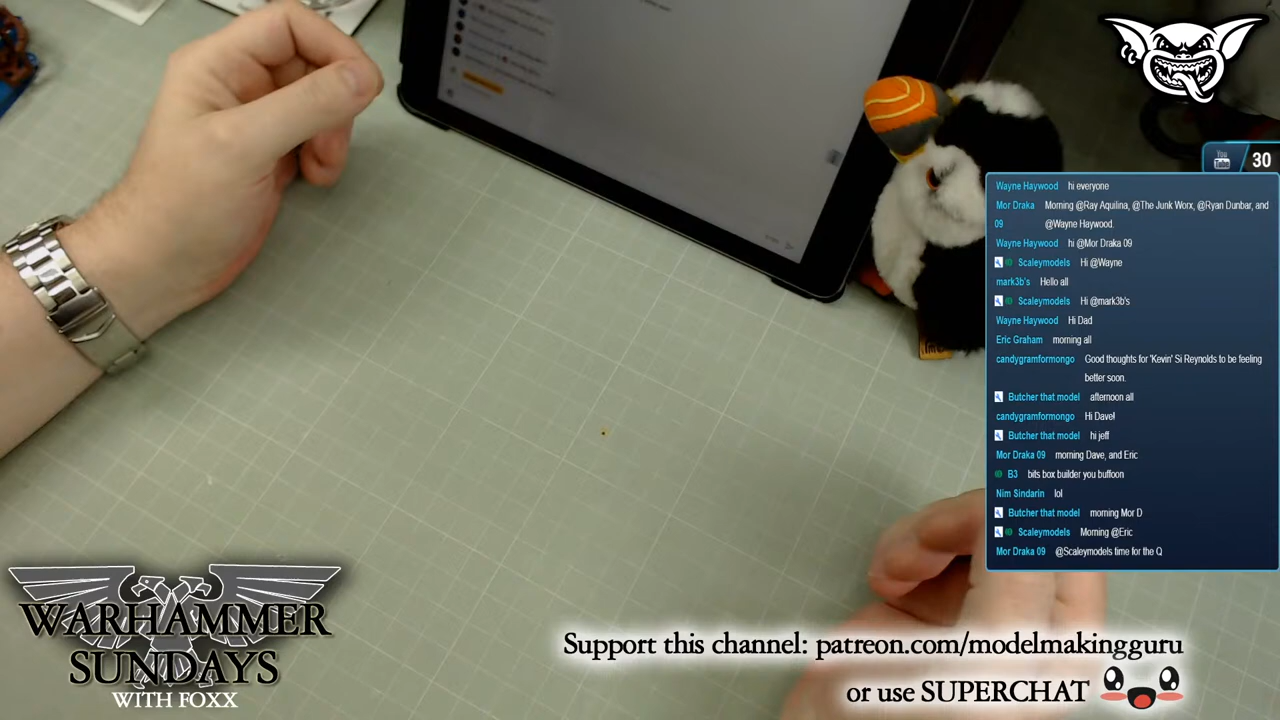 You
Tube
30
Wayne Haywood hi everyone
Mor Draka Morning @Ray Aquilina, @The Junk Worx, @Ryan Dunbar, and
09 @Wayne Haywood.
Wayne Haywood hi @Mor Draka 09
Scaleymodels Hi @Wayne
mark3b's Hello all
Scaleymodels Hi @mark3b's
Wayne Haywood Hi Dad
Eric Graham morning all
candygramformongo Good thoughts for 'Kevin' Si Reynolds to be feeling
better soon.
Butcher that model afternoon all
candygramformongo Hi Dave!
Butcher that model hi jeff
Mor Draka 09 morning Dave, and Eric
B3 bits box builder you buffoon
Nim Sindarin lol
Butcher that model morning Mor D
Scaleymodels Morning @Eric
Mor Draka 09 @Scaleymodels time for the Q
WARHAMMER
SUNDAYS
WITH FOXX
Support this channel: patreon.com/modelmakingguru
or use SUPERCHAT